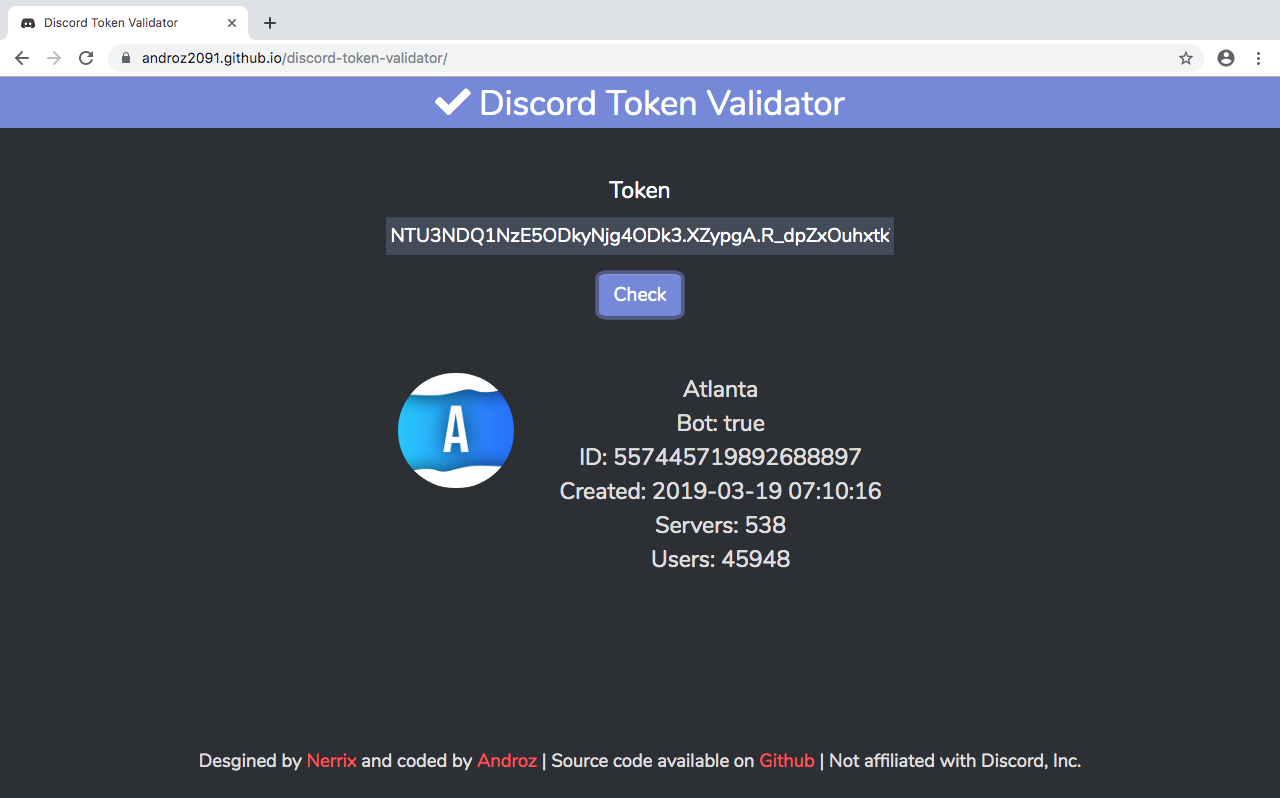 Discord Token Validator
androz2091.github.io/discord-token-validator/
Discord Token Validator
Token
NTU3NDQ1NzE5ODkyNjg4ODk3.XZypgA.R_dpZxOuhxtk
Check
A
Atlanta
Bot: true
ID: 557445719892688897
Created: 2019-03-19 07:10:16
Servers: 538
Users: 45948
Desgined by Nerrix and coded by Androz | Source code available on Github | Not affiliated with Discord, Inc.